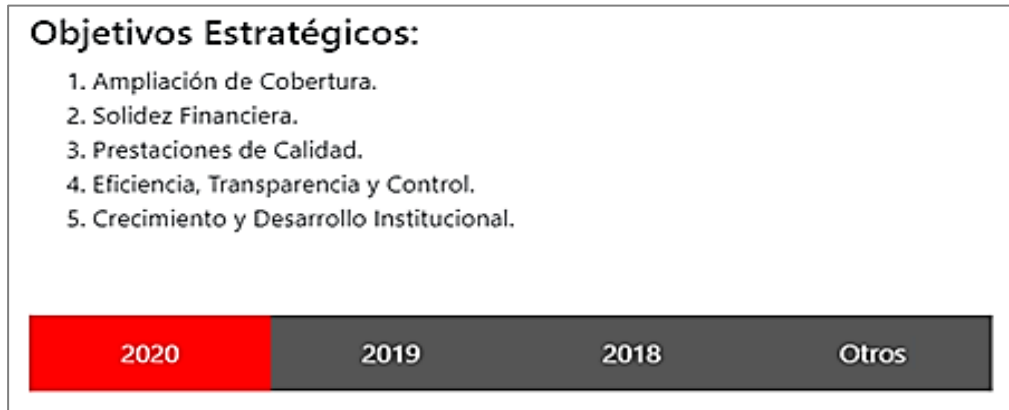 Objetivos Estratégicos:
1. Ampliación de Cobertura.
2. Solidez Financiera.
3. Prestaciones de Calidad.
4. Eficiencia, Transparencia y Control.
5. Crecimiento y Desarrollo Institucional.
2020 2019 2018 Otros